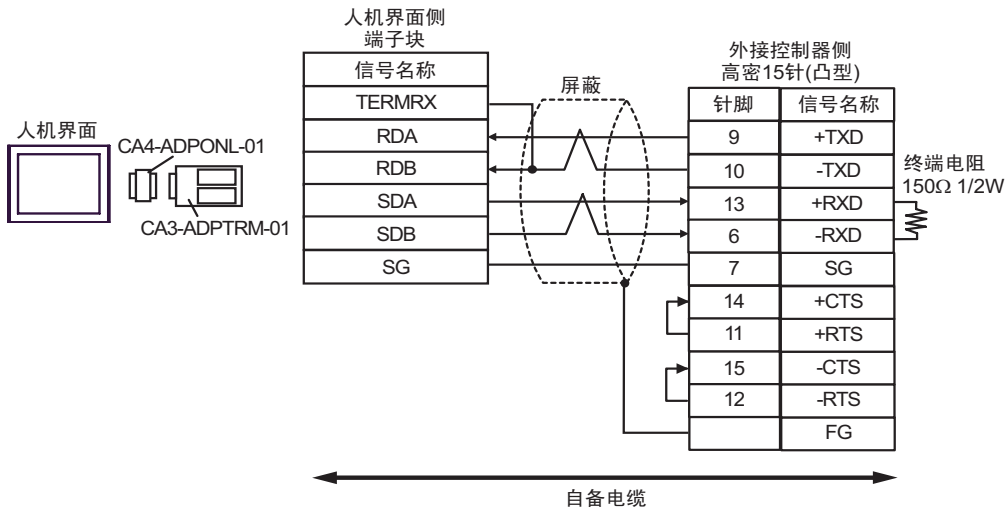 人机界面
CA4-ADPONL-01
CA3-ADPTRM-01
人机界面侧
端子块
信号名称
TERMRX
RDA
RDB
SDA
SDB
SG
屏蔽
外接控制器侧
高密15针(凸型)
针脚 信号名称
9 +TXD
10 -TXD
13 +RXD
6 -RXD
7 SG
14 +CTS
11 +RTS
15 -CTS
12 -RTS
FG
终端电阻
150Ω 1/2W
自备电缆